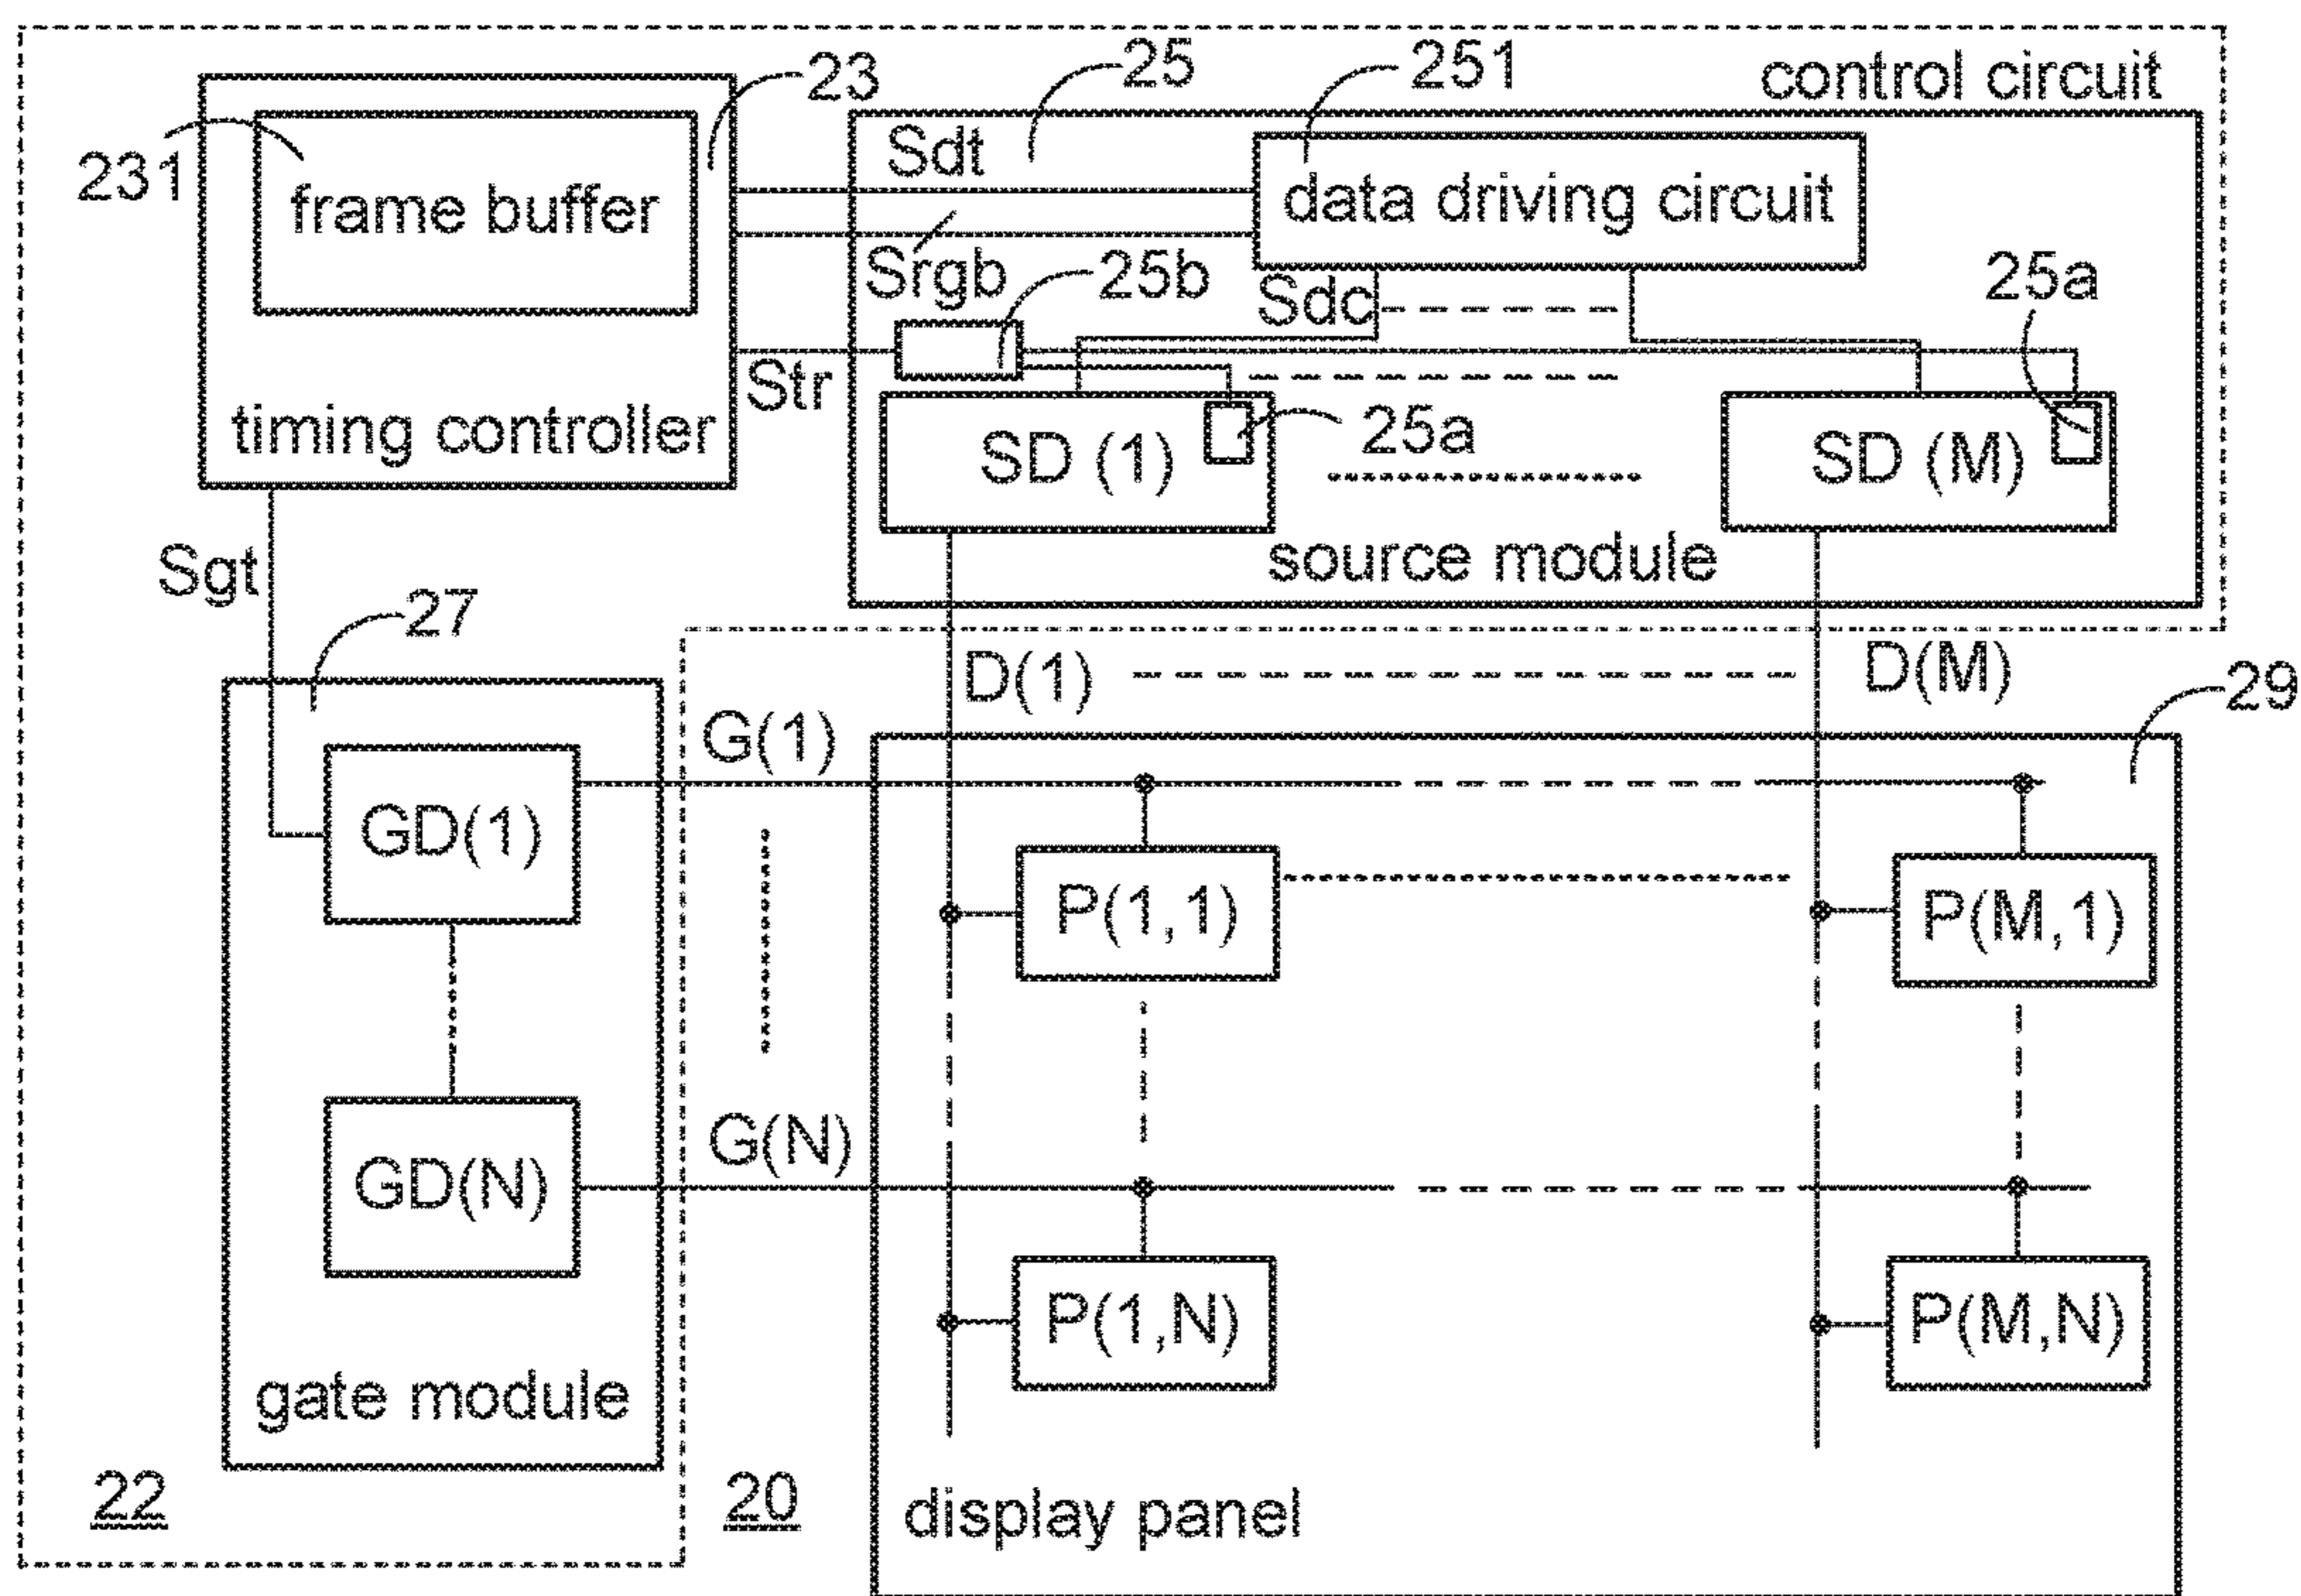 23
25
251
control circuit
231
frame buffer
Sdt
data driving circuit
Srgb
25b
Sdc
25a
Str
timing controller
SD (1)
25a
SD (M)
source module
Sgt
27
D(1)
D(M)
29
G(1)
GD(1)
P(1,1)
P(M,1)
G(N)
GD(N)
P(1,N)
P(M,N)
gate module
22
20
display panel